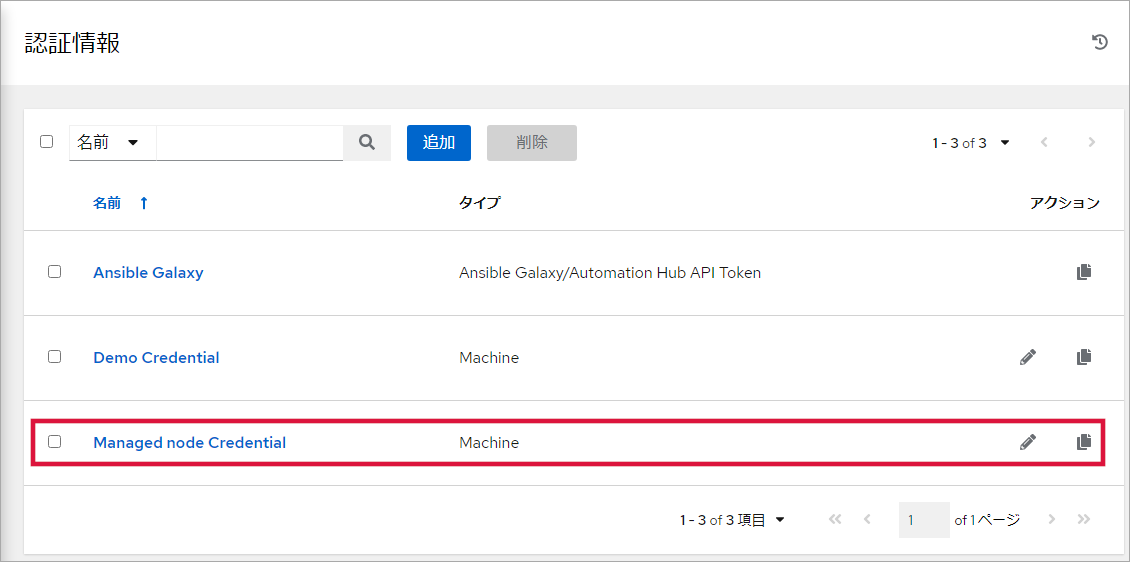 認証情報
名前 追加 削除 1 - 3 of 3
名前 タイプ アクション
Ansible Galaxy Ansible Galaxy/Automation Hub API Token
Demo Credential Machine
Managed node Credential Machine
1 - 3 of 3 項目 1 of 1 ページ